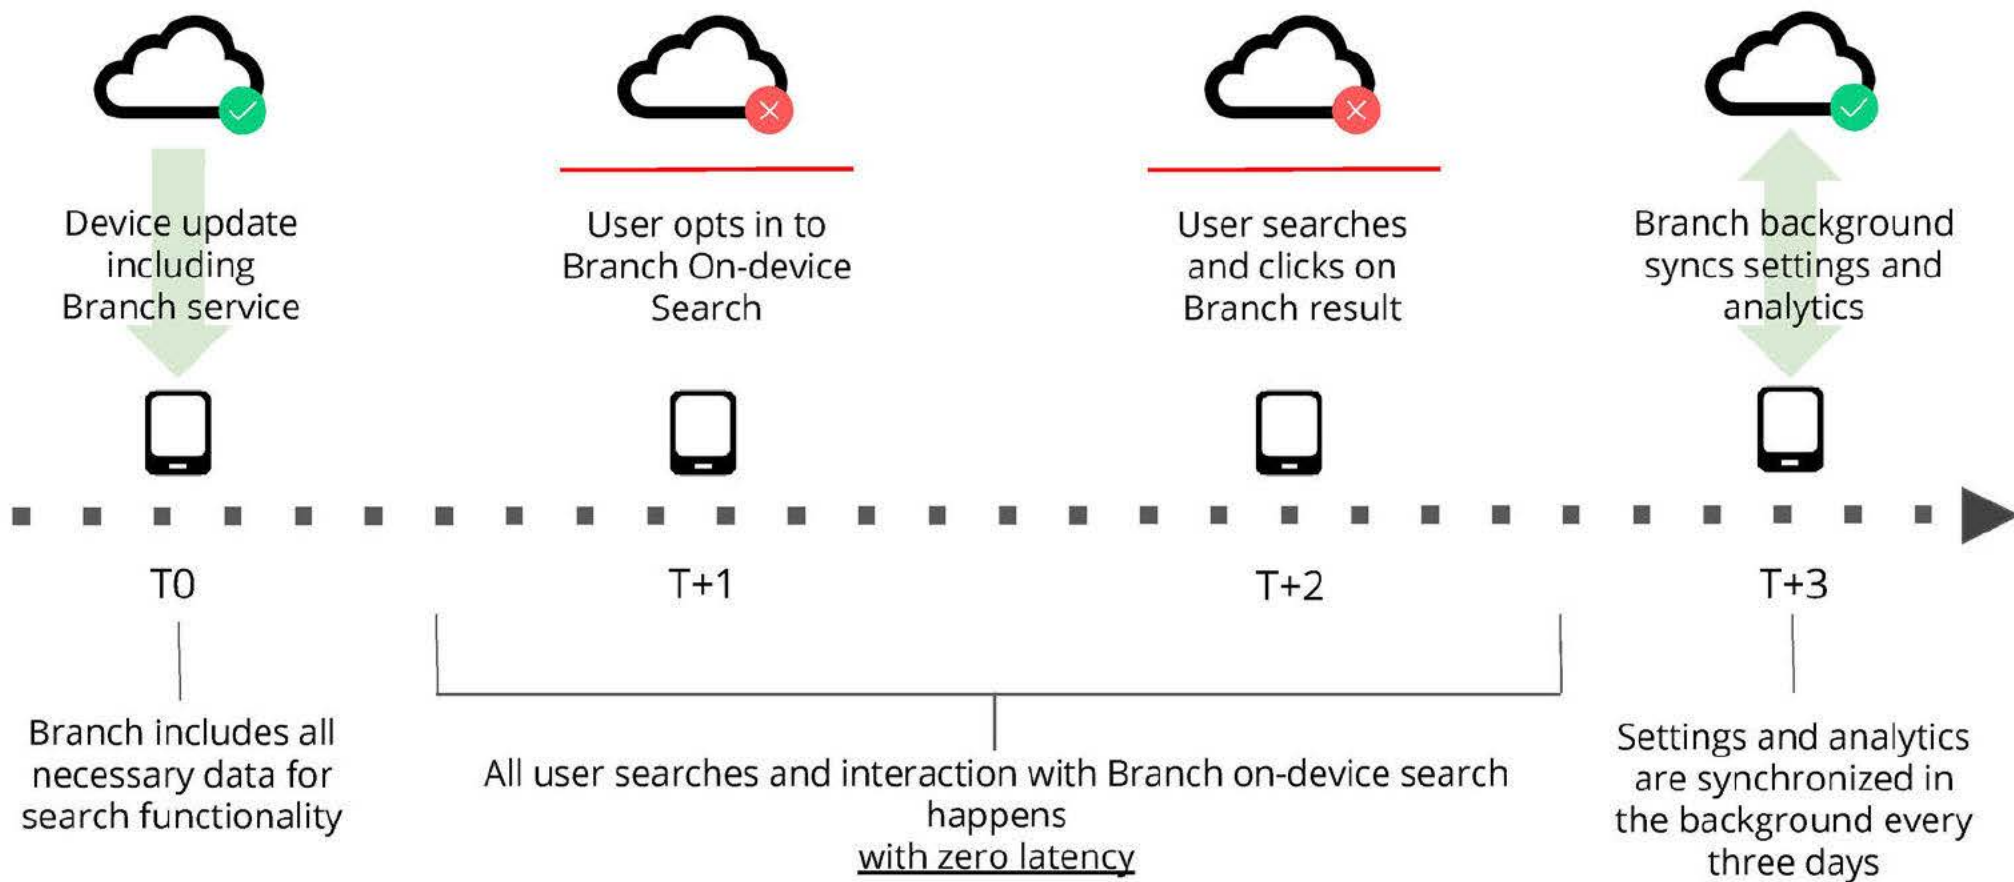 Device update
including
Branch service
User opts in to
Branch On-device
Search
User searches
and clicks on
Branch result
Branch background
syncs settings and
analytics
T0
T+1
T+2
T+3
Branch includes all
necessary data for
search functionality
All user searches and interaction with Branch on-device search
happens
with zero latency
Settings and analytics
are synchronized in
the background every
three days